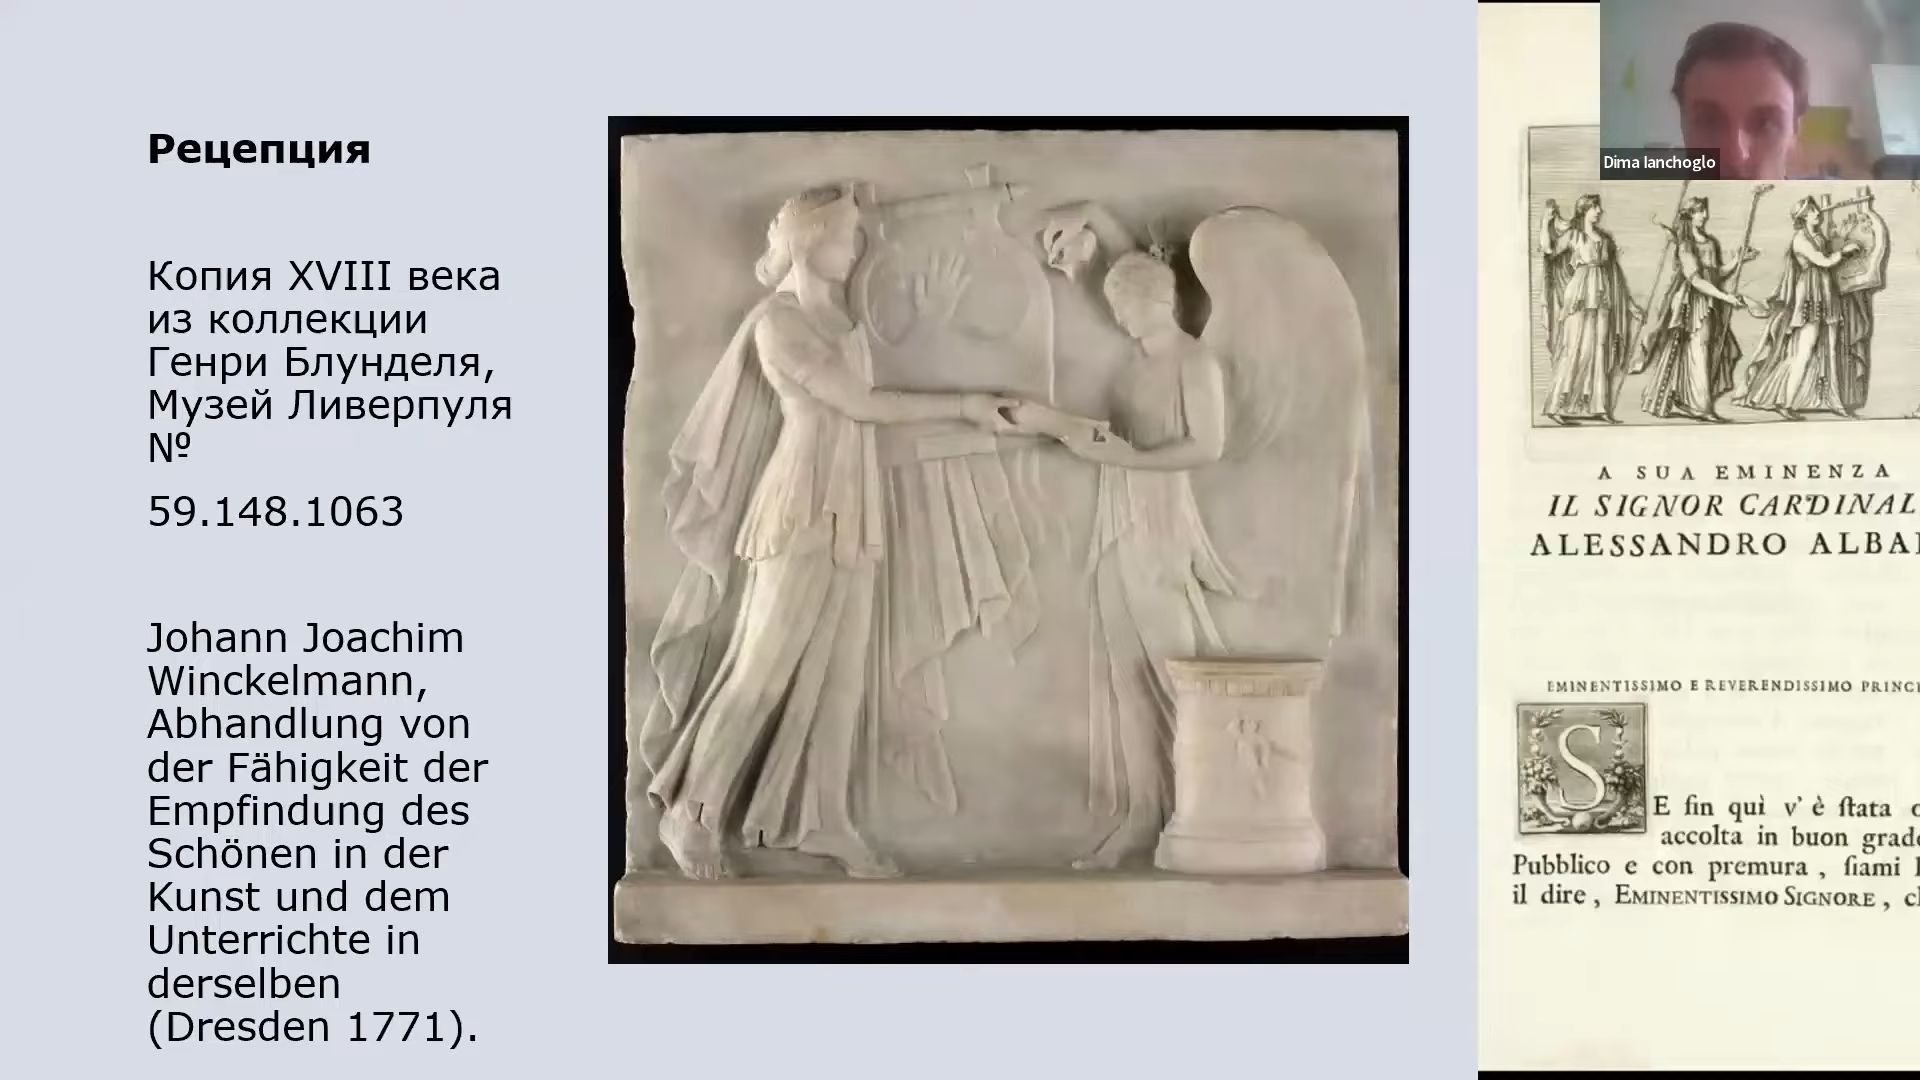 Рецепция
Копия XVIII века
из коллекции
Генри Блунделя,
Музей Ливерпуля
№
59.148.1063
Johann Joachim
Winckelmann,
Abhandlung von
der Fähigkeit der
Empfindung des
Schönen in der
Kunst und dem
Unterrichte in
derselben
(Dresden 1771).
Dima Ianchoglo
A SUA EMINENZA
IL SIGNOR CARDINAL
ALESSANDRO ALBA
EMINENTISSIMO E REVERENDISSIMO PRINC
S
E fin quì v' è ſtata
accolta in buon grad
Pubblico e con premura , ſiami
il dire , EMINENTISSIMO SIGNORE ,